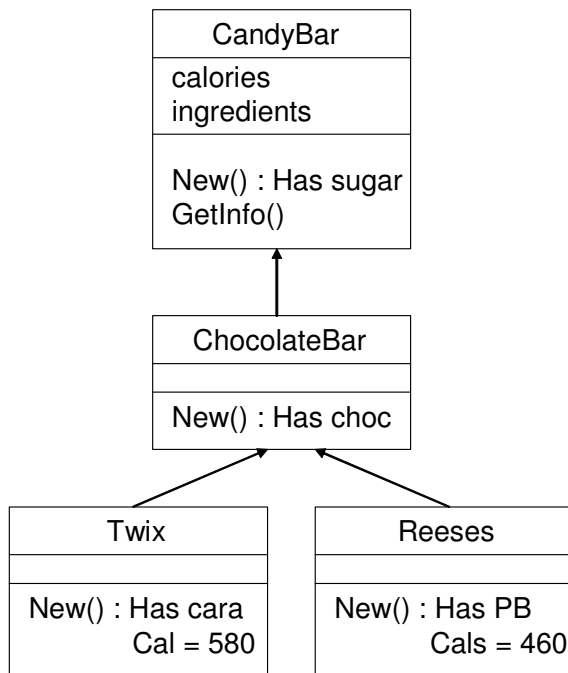 CandyBar
calories
ingredients
New() : Has sugar
GetInfo()
ChocolateBar
New() : Has choc
Twix
New() : Has cara
Cal = 580
Reeses
New() : Has PB
Cals = 460